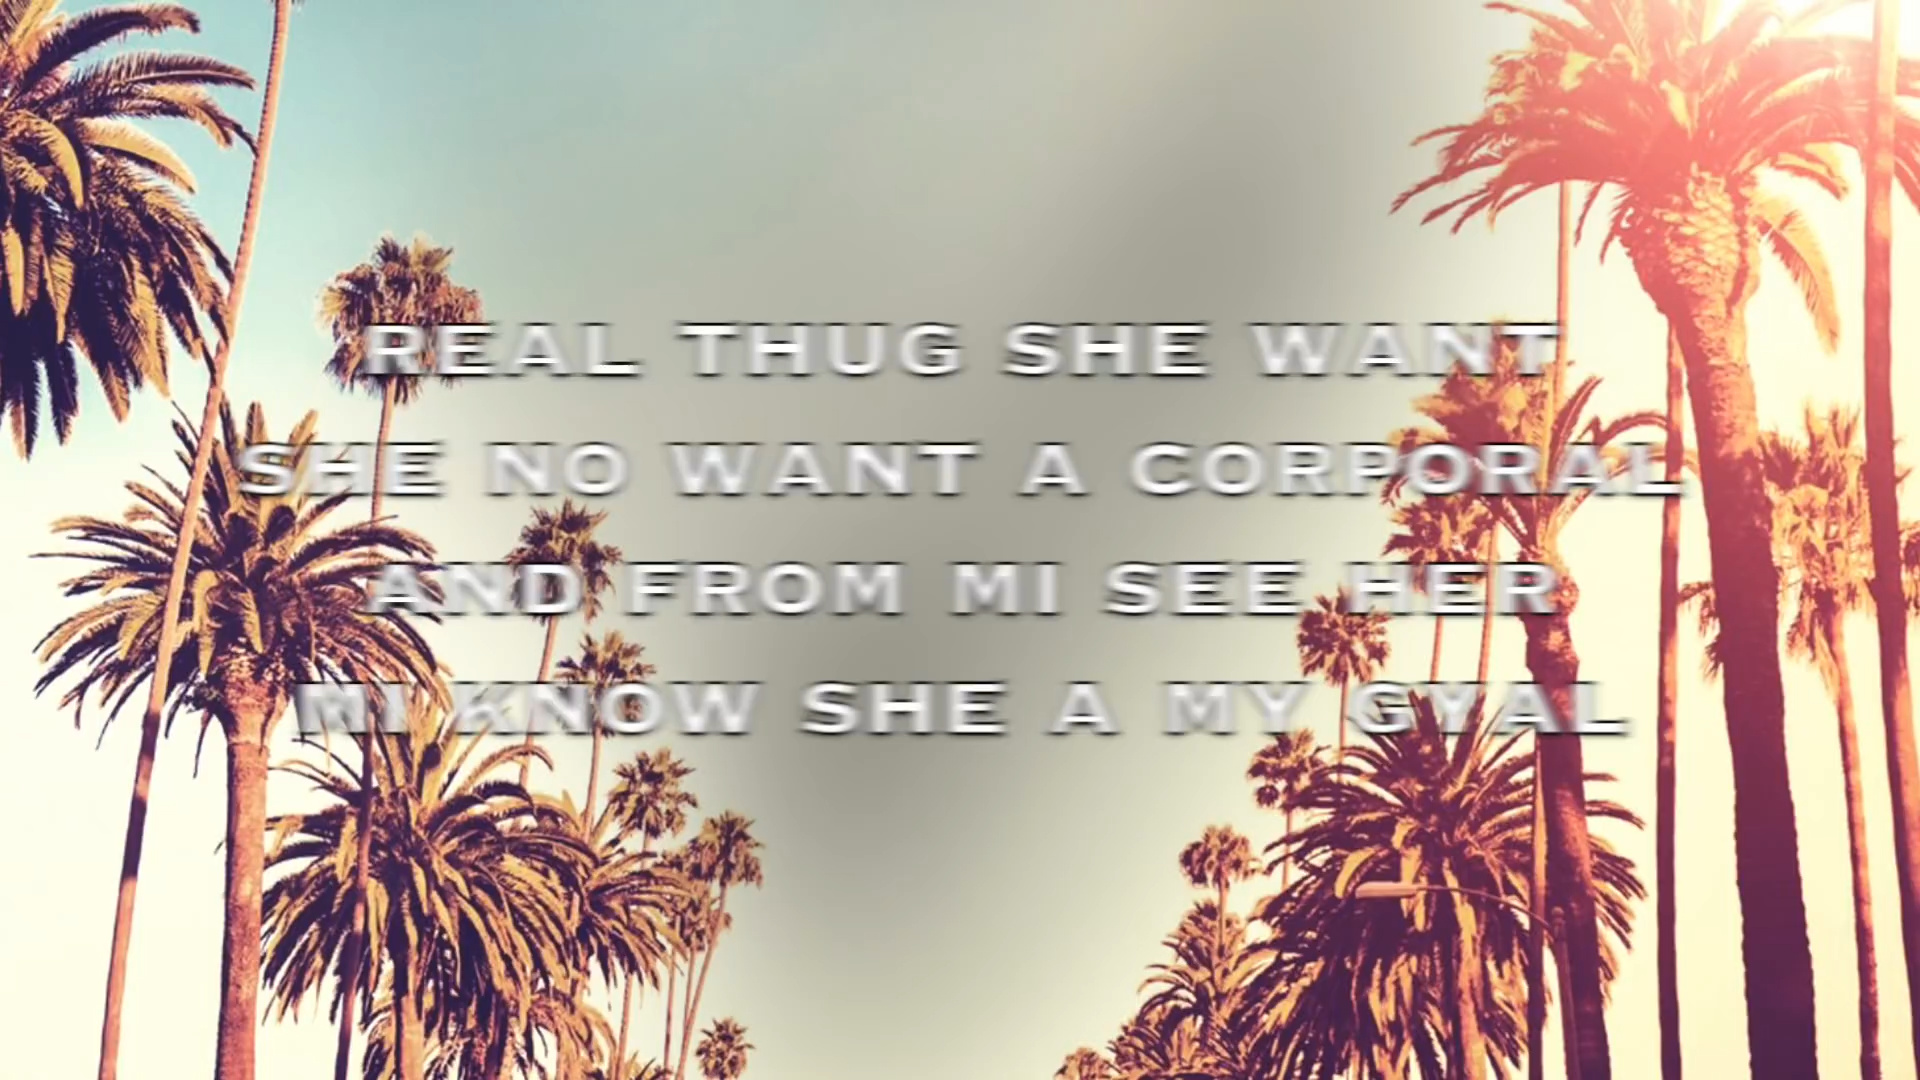 REAL THUG SHE WANT
SHE NO WANT A CORPORAL
AND FROM MI SEE HER
MI KNOW SHE A MY GYAL